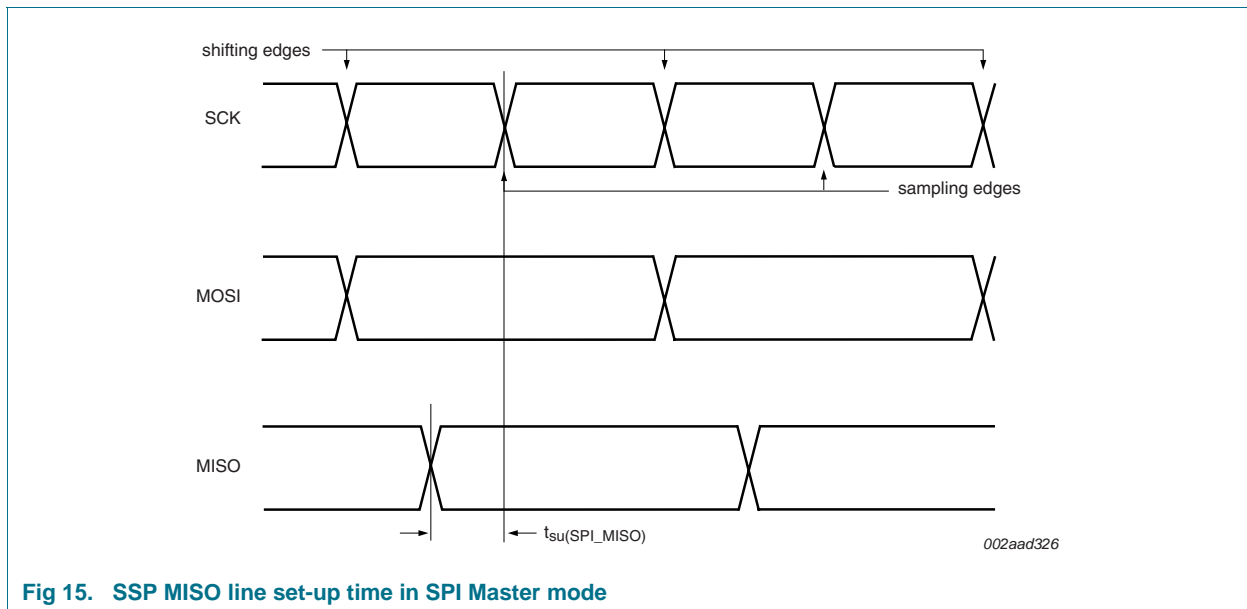 shifting edges
SCK
sampling edges
MOSI
MISO
tsu(SPI_MISO)
002aad326
Fig 15. SSP MISO line set-up time in SPI Master mode